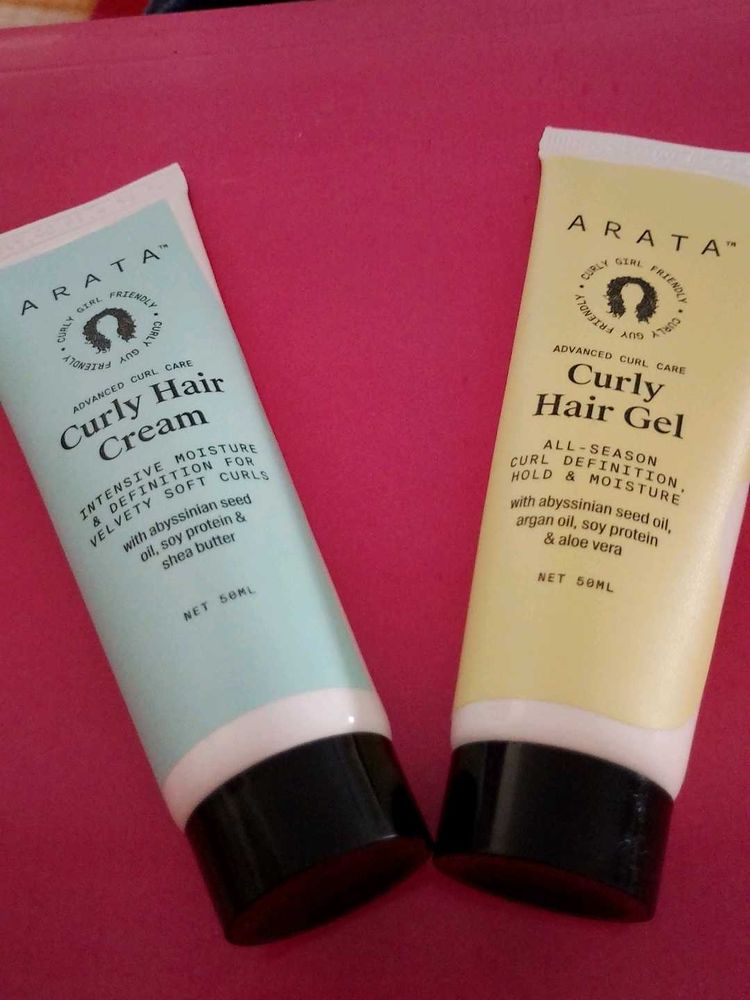 ARATA™
CURLY GIRL FRIENDLY • CURLY GUY FRIENDLY •
ADVANCED CURL CARE
Curly Hair
Cream
INTENSIVE MOISTURE
& DEFINITION FOR
VELVETY SOFT CURLS
with abyssinian seed
oil, soy protein &
shea butter
NET 50ML
ARATA™
CURLY GIRL FRIENDLY • CURLY GUY FRIENDLY •
ADVANCED CURL CARE
Curly
Hair Gel
ALL-SEASON
CURL DEFINITION,
HOLD & MOISTURE
with abyssinian seed oil,
argan oil, soy protein
& aloe vera
NET 50ML